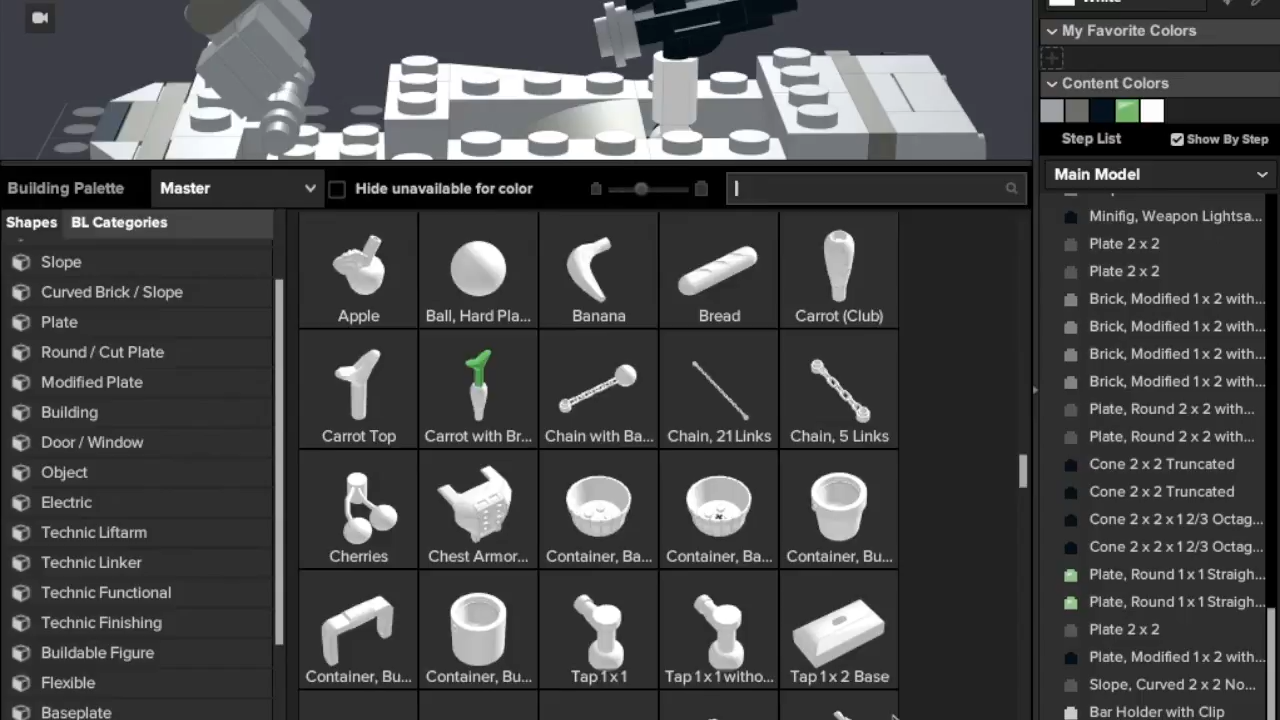 White
My Favorite Colors
Content Colors
Step List Show By Step
Building Palette Master Hide unavailable for color
Main Model
Shapes BL Categories
Slope
Curved Brick / Slope
Plate
Round / Cut Plate
Modified Plate
Building
Door / Window
Object
Electric
Technic Liftarm
Technic Linker
Technic Functional
Technic Finishing
Buildable Figure
Flexible
Baseplate
Apple
Ball, Hard Pla...
Banana
Bread
Carrot (Club)
Carrot Top
Carrot with Br...
Chain with Ba...
Chain, 21 Links
Chain, 5 Links
Cherries
Chest Armor...
Container, Ba...
Container, Ba...
Container, Bu...
Container, Bu...
Container, Bu...
Tap 1 x 1
Tap 1 x 1 witho...
Tap 1 x 2 Base
Minifig, Weapon Lightsa...
Plate 2 x 2
Plate 2 x 2
Brick, Modified 1 x 2 with...
Brick, Modified 1 x 2 with...
Brick, Modified 1 x 2 with...
Brick, Modified 1 x 2 with...
Plate, Round 2 x 2 with...
Plate, Round 2 x 2 with...
Cone 2 x 2 Truncated
Cone 2 x 2 Truncated
Cone 2 x 2 x 1 2/3 Octag...
Cone 2 x 2 x 1 2/3 Octag...
Plate, Round 1 x 1 Straigh...
Plate, Round 1 x 1 Straigh...
Plate 2 x 2
Plate, Modified 1 x 2 with...
Slope, Curved 2 x 2 No...
Bar Holder with Clip